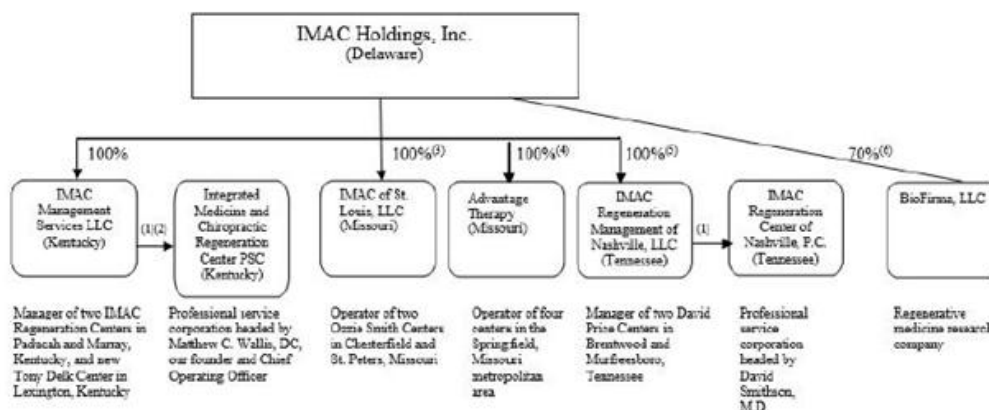 IMAC Holdings, Inc.
(Delaware)
100%
100%(3)
100%(4)
100%(5)
70%(6)
IMAC
Management
Services LLC
(Kentucky)
(1)(2)
Integrated
Medicine and
Chiropractic
Regeneration
Center PSC
(Kentucky)
IMAC of St.
Louis, LLC
(Missouri)
Advantage
Therapy
(Missouri)
IMAC
Regeneration
Management of
Nashville, LLC
(Tennessee)
(1)
IMAC
Regeneration
Center of
Nashville, P.C.
(Tennessee)
BioFirma, LLC
Manager of two IMAC
Regeneration Centers in
Paducah and Murray,
Kentucky, and new
Tony Delk Center in
Lexington, Kentucky
Professional service
corporation headed by
Matthew C. Wallis, DC,
our founder and Chief
Operating Officer
Operator of two
Ozzie Smith Centers
in Chesterfield and
St. Peters, Missouri
Operator of four
centers in the
Springfield,
Missouri
metropolitan
area
Manager of two David
Price Centers in
Brentwood and
Murfreesboro,
Tennessee
Professional
service
corporation
headed by
David
Smithson,
M.D.
Regenerative
medicine research
company